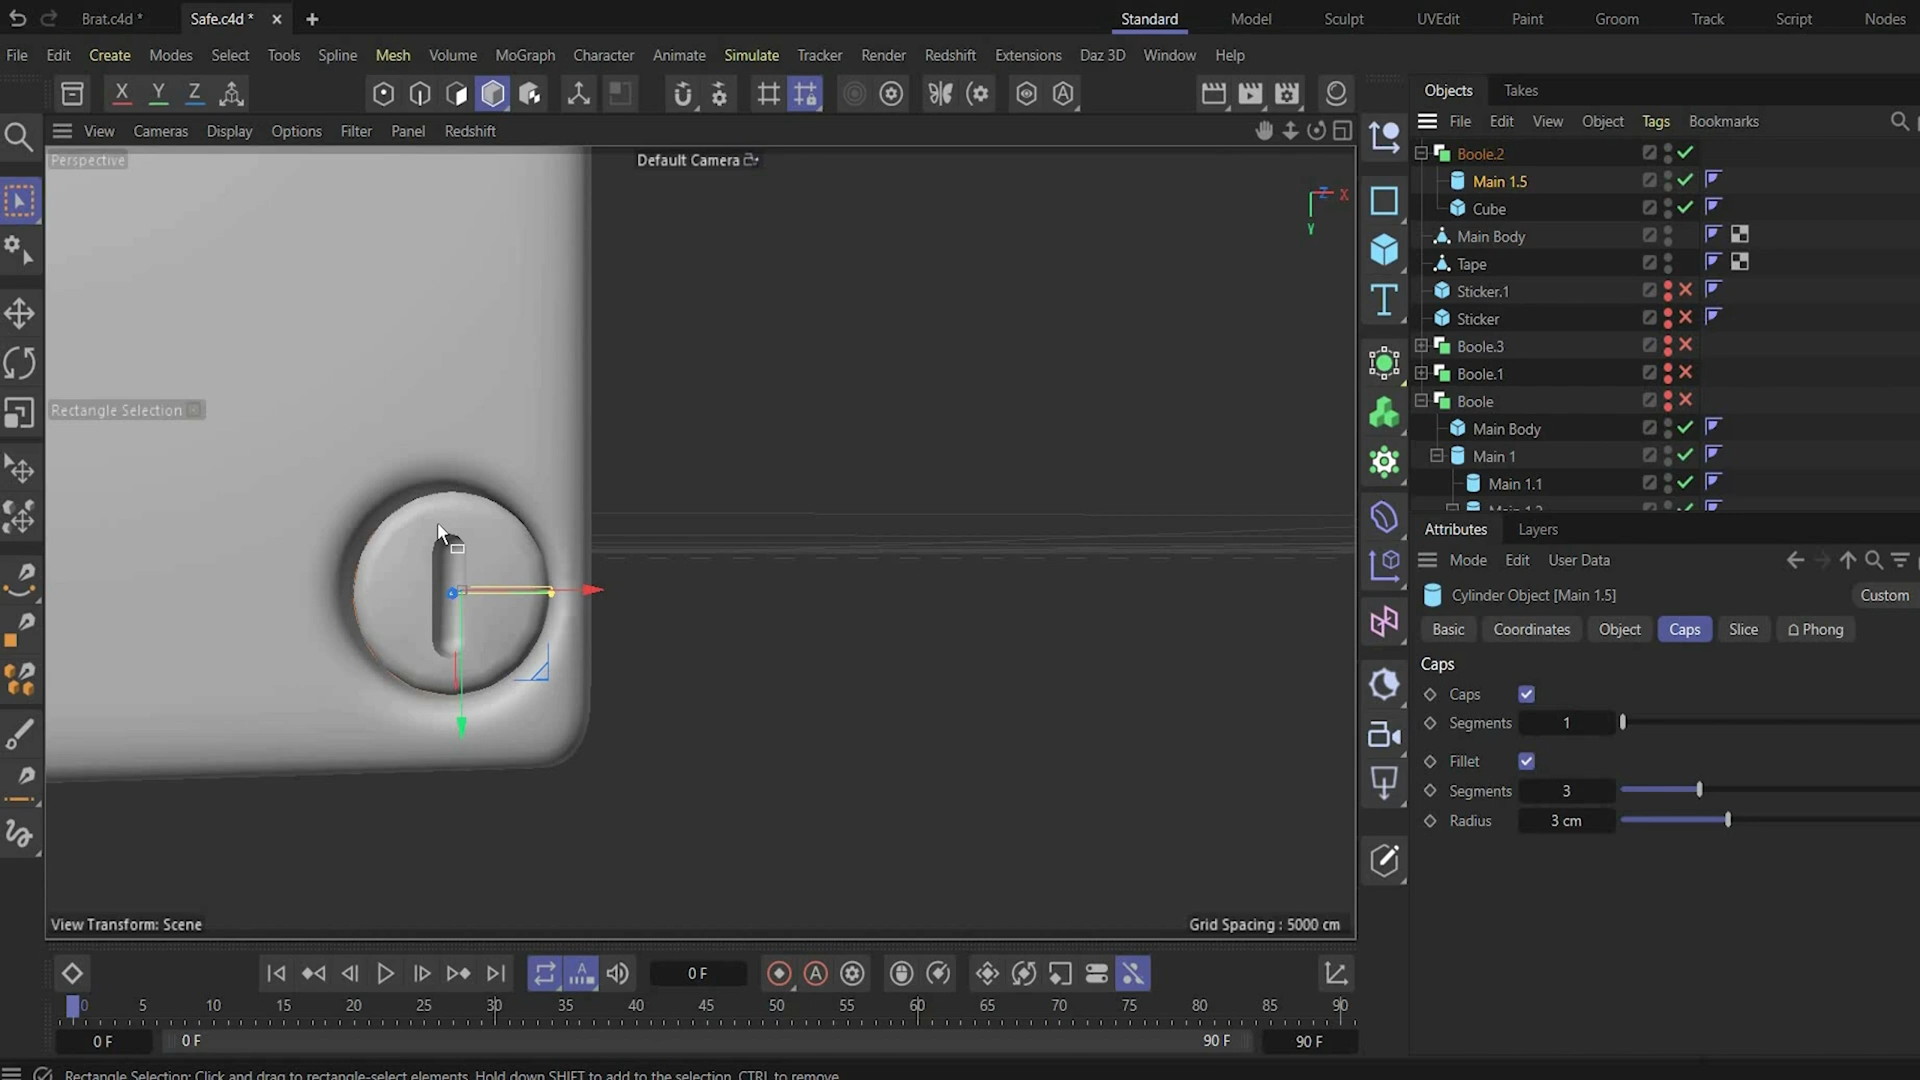 Brat.c4d *
Safe.c4d *
Standard
Model
Sculpt
UVEdit
Paint
Groom
Track
Script
Nodes
File
Edit
Create
Modes
Select
Tools
Spline
Mesh
Volume
MoGraph
Character
Animate
Simulate
Tracker
Render
Redshift
Extensions
Daz 3D
Window
Help
X
Y
Z
Objects
Takes
View
Cameras
Display
Options
Filter
Panel
Redshift
File
Edit
View
Object
Tags
Bookmarks
Perspective
Default Camera
Z
X
Y
Boole.2
Main 1.5
Cube
Main Body
Tape
Sticker.1
Sticker
Boole.3
Boole.1
Boole
Main Body
Main 1
Main 1.1
Rectangle Selection
Attributes
Layers
Mode
Edit
User Data
Cylinder Object [Main 1.5]
Custom
Basic
Coordinates
Object
Caps
Slice
Phong
Caps
Caps
Segments
1
Fillet
Segments
3
Radius
3 cm
View Transform: Scene
Grid Spacing : 5000 cm
0 F
0
5
10
15
20
25
30
35
40
45
50
55
60
65
70
75
80
85
90
0 F
0 F
90 F
90 F
Rectangle Selection: Click and drag to rectangle-select elements. Hold down SHIFT to add to the selection, CTRL to remove.